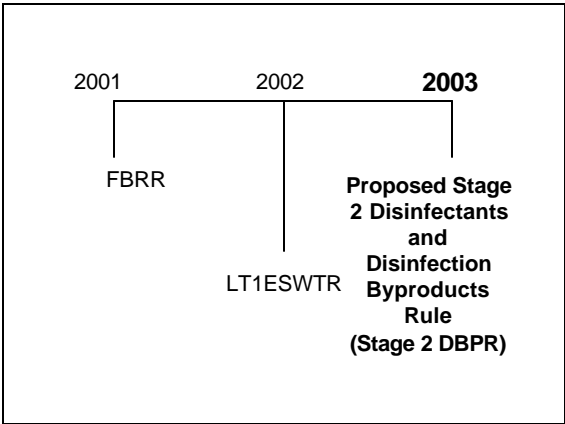 2001 2002 2003
FBRR
LT1ESWTR
Proposed Stage
2 Disinfectants
and
Disinfection
Byproducts
Rule
(Stage 2 DBPR)